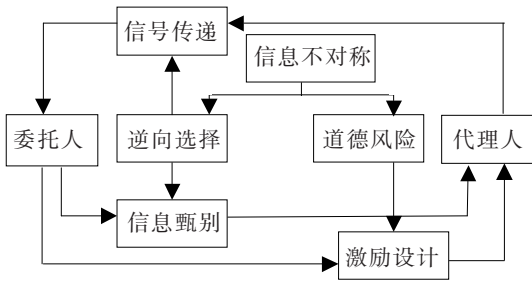 信号传递
信息不对称
委托人
逆向选择
道德风险
代理人
信息甄别
激励设计